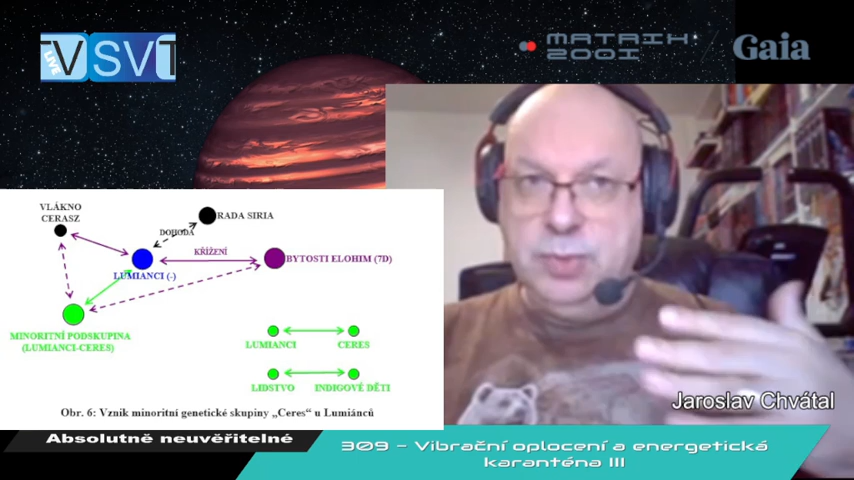 LIVE
TVSVT
MATRIX
2001
Gaia
VLÁKNO
CERASZ
RADA SIRIA
DOHODA
KŘÍŽENÍ
LUMIANCI (-)
BYTOSTI ELOHIM (7D)
MINORITNÍ PODSKUPINA
(LUMIANCI-CERES)
LUMIANCI
CERES
LIDSTVO
INDIGOVÉ DĚTI
Obr. 6: Vznik minoritní genetické skupiny „Ceres“ u Lumiánců
Jaroslav Chvátal
Absolutně neuvěřitelné
309 – Vibrační oplocení a energetická
karanténa III